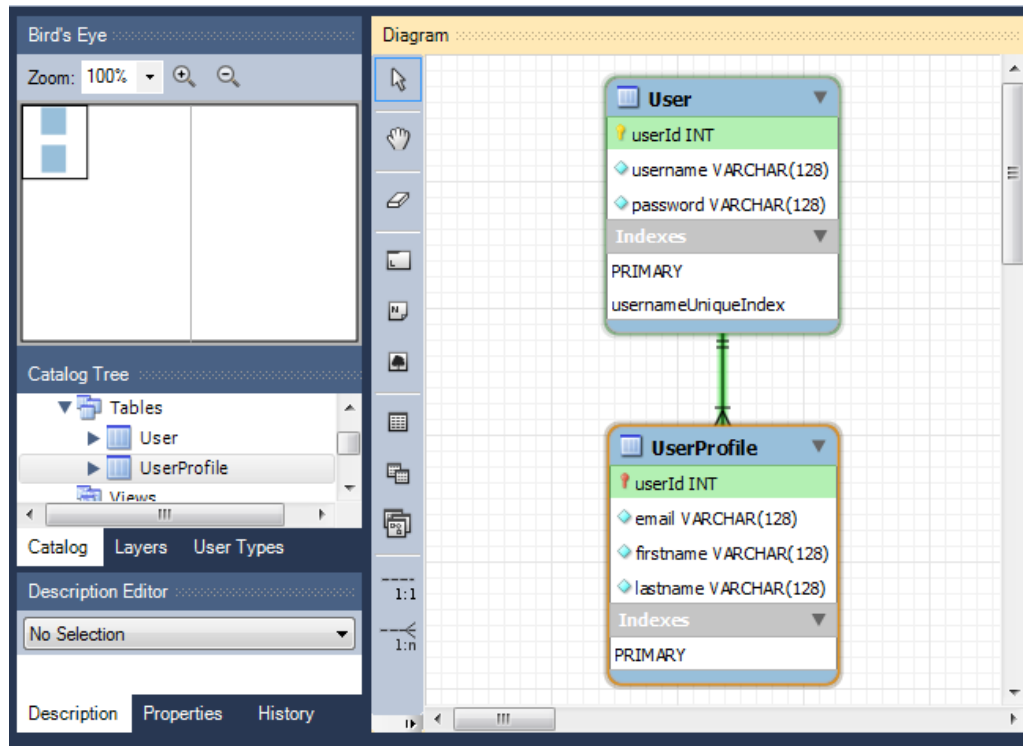 Bird's Eye
Zoom: 100%
Catalog Tree
Tables
User
UserProfile
Views
Catalog Layers User Types
Description Editor
No Selection
Description Properties History
Diagram
L
N
1:1
1:n
User
userId INT
username VARCHAR(128)
password VARCHAR(128)
Indexes
PRIMARY
usernameUniqueIndex
UserProfile
userId INT
email VARCHAR(128)
firstname VARCHAR(128)
lastname VARCHAR(128)
Indexes
PRIMARY